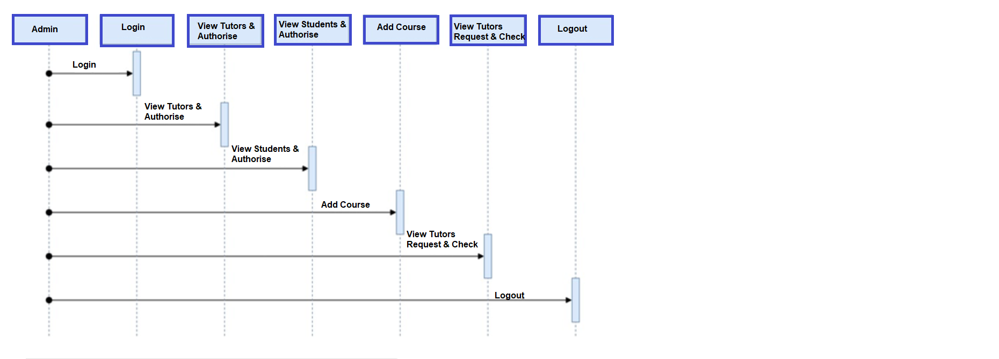 Admin
Login
View Tutors &
Authorise
View Students &
Authorise
Add Course
View Tutors
Request & Check
Logout
Login
View Tutors &
Authorise
View Students &
Authorise
Add Course
View Tutors
Request & Check
Logout